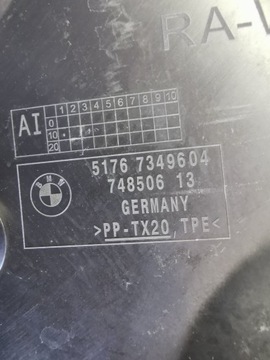 RA-
AI 1 2 3 4 5 6 7 8 9 10
0
10
20
BMW
5176 7349604
748506 13
GERMANY
>PP-TX20, TPE<